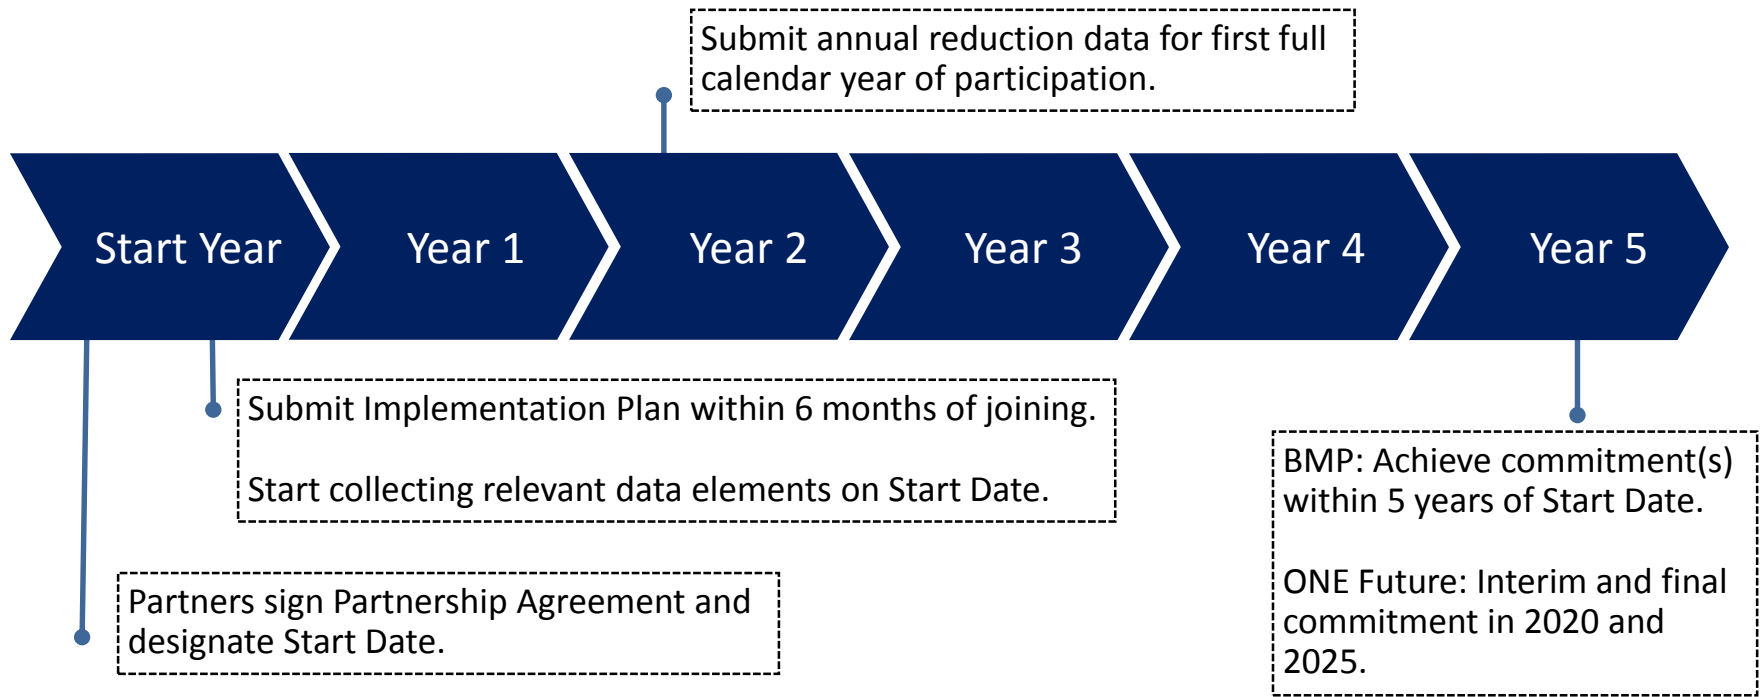 Submit annual reduction data for first full
calendar year of participation.
Start Year
Year 1
Year 2
Year 3
Year 4
Year 5
Submit Implementation Plan within 6 months of joining.
Start collecting relevant data elements on Start Date.
Partners sign Partnership Agreement and
designate Start Date.
BMP: Achieve commitment(s)
within 5 years of Start Date.
ONE Future: Interim and final
commitment in 2020 and
2025.